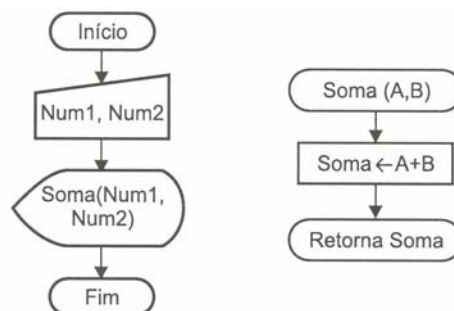 Início
Num1, Num2
Soma(Num1,
Num2)
Fim
Soma (A,B)
Soma ←A+B
Retorna Soma